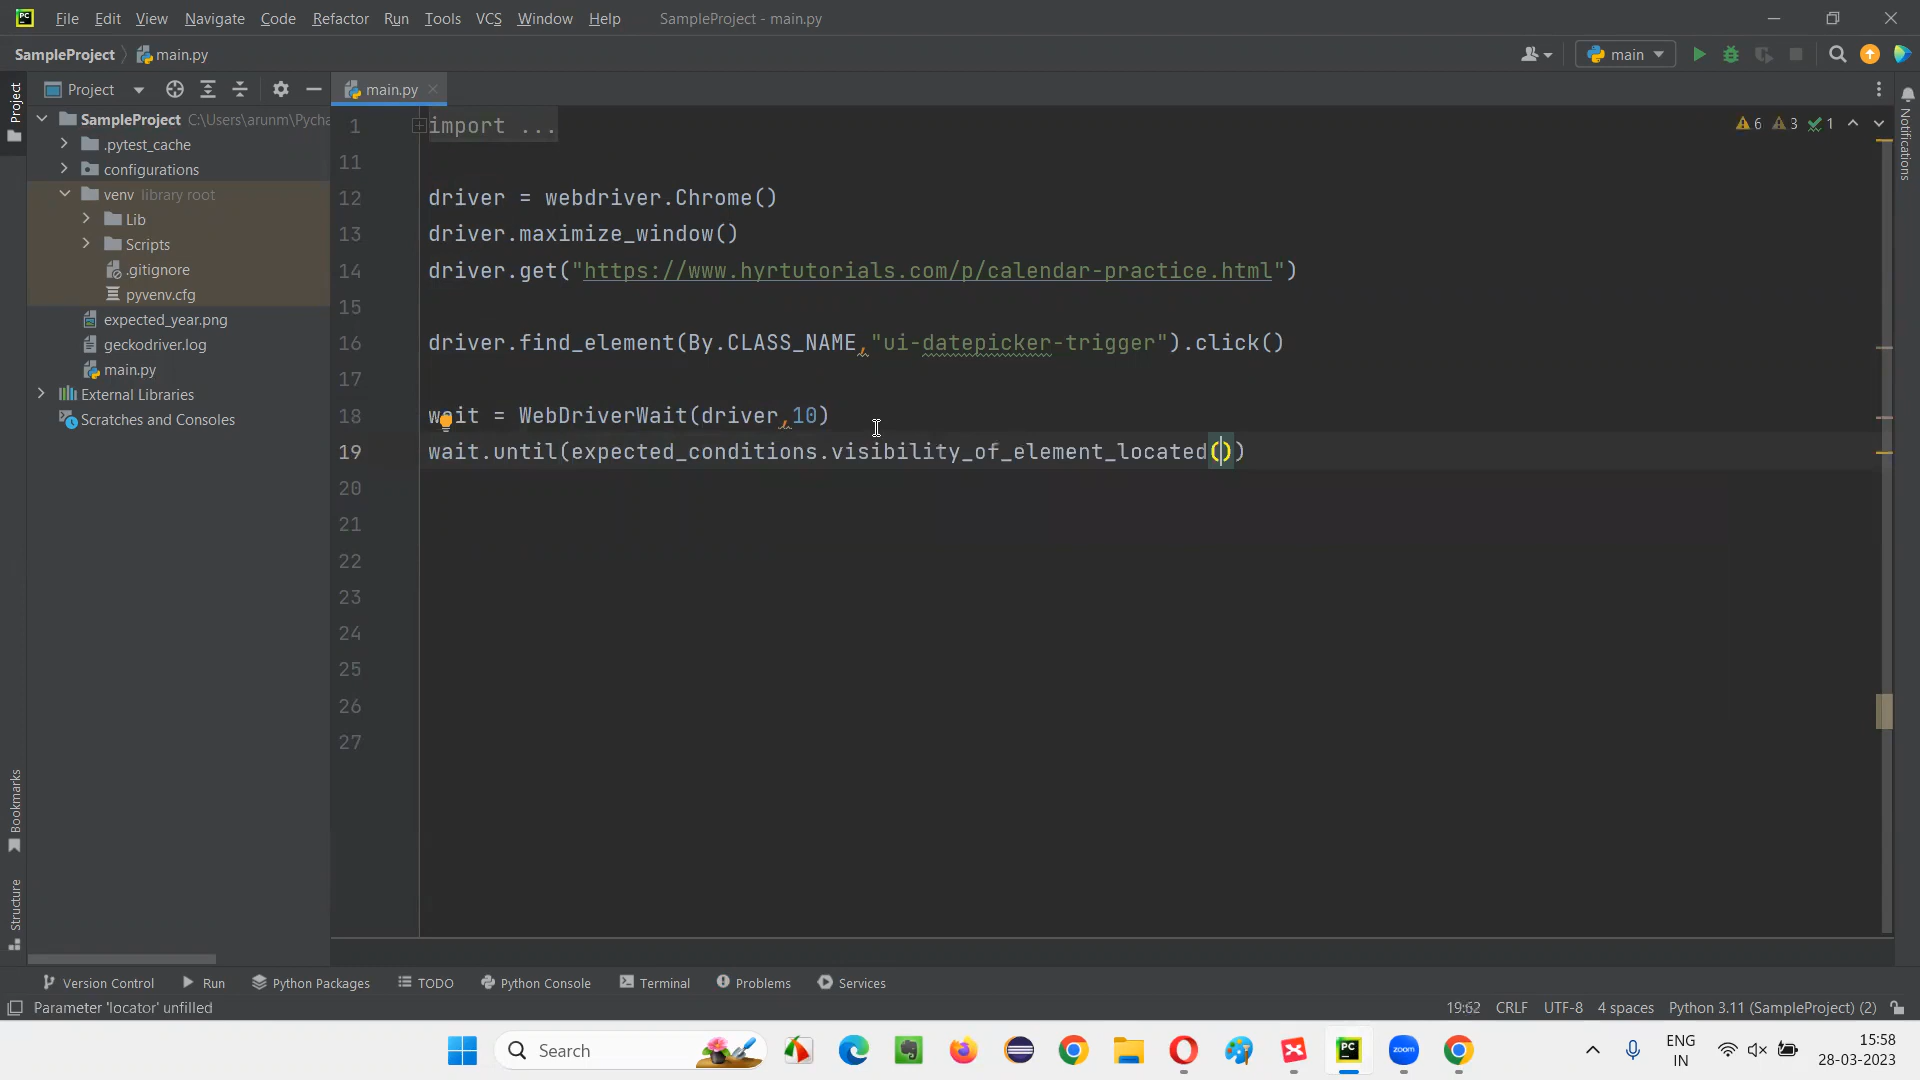 File Edit View Navigate Code Refactor Run Tools VCS Window Help SampleProject - main.py
SampleProject main.py main
Project main.py
SampleProject C:\Users\arunm\Pycha
.pytest_cache
configurations
venv library root
Lib
Scripts
.gitignore
pyvenv.cfg
expected_year.png
geckodriver.log
main.py
External Libraries
Scratches and Consoles
Project
Bookmarks
Structure
1 import ...
11
12 driver = webdriver.Chrome()
13 driver.maximize_window()
14 driver.get("https://www.hyrtutorials.com/p/calendar-practice.html")
15
16 driver.find_element(By.CLASS_NAME,"ui-datepicker-trigger").click()
17
18 wait = WebDriverWait(driver,10)
19 wait.until(expected_conditions.visibility_of_element_located())
20
21
22
23
24
25
26
27
6 3 1
Notifications
Version Control Run Python Packages TODO Python Console Terminal Problems Services
Parameter 'locator' unfilled 19:62 CRLF UTF-8 4 spaces Python 3.11 (SampleProject) (2)
Search
PC
zoom
ENG
IN
15:58
28-03-2023